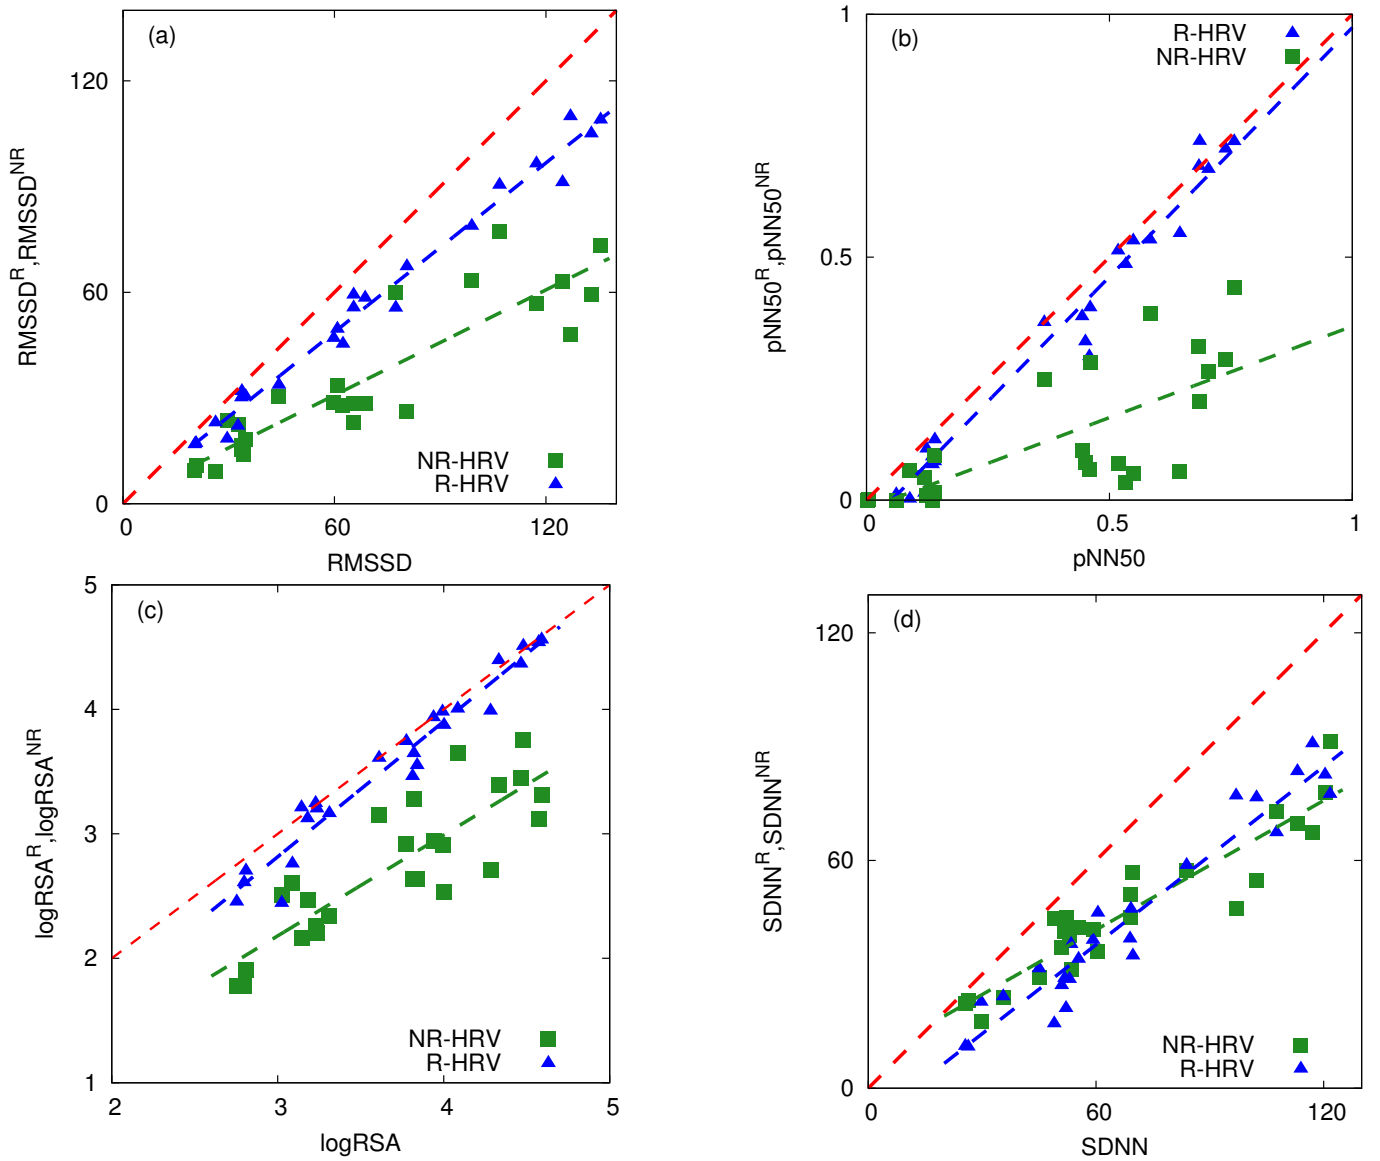 (a)
120
60
0
0
60
120
RMSSD
RMSSD^R,RMSSD^NR
NR-HRV
R-HRV
(b)
R-HRV
NR-HRV
1
0.5
0
0
0.5
1
pNN50
pNN50^R,pNN50^NR
(c)
5
4
3
2
1
2
3
4
5
logRSA
logRSA^R,logRSA^NR
NR-HRV
R-HRV
(d)
120
60
0
0
60
120
SDNN
SDNN^R,SDNN^NR
NR-HRV
R-HRV